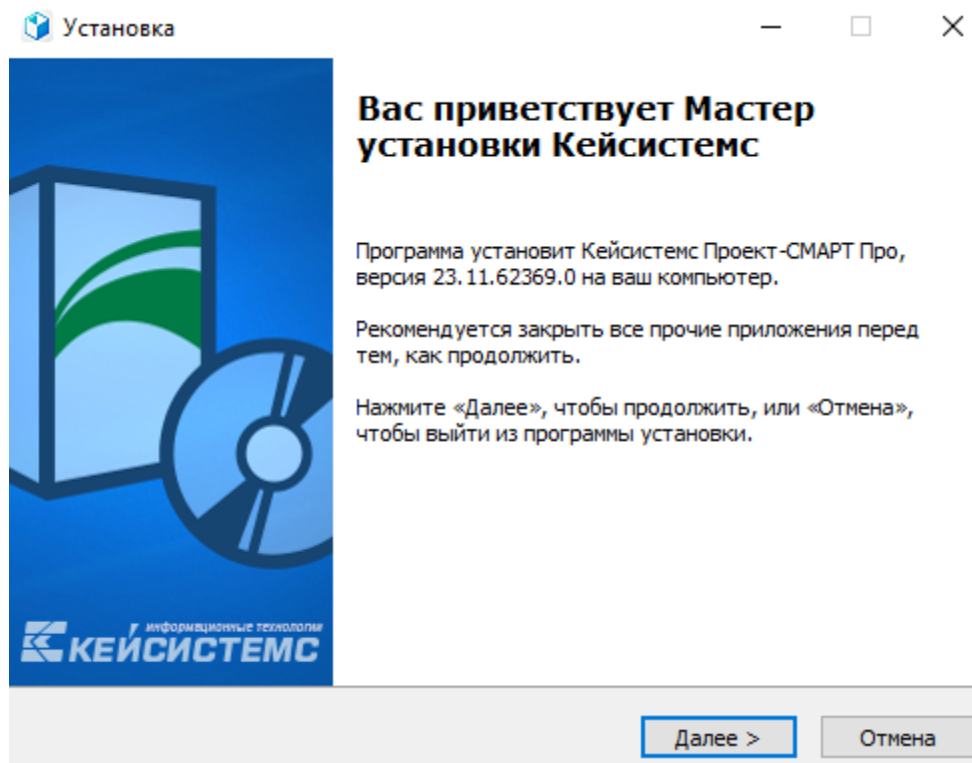 Установка
Вас приветствует Мастер
установки Кейсистемс
Программа установит Кейсистемс Проект-СМАРТ Про,
версия 23.11.62369.0 на ваш компьютер.
Рекомендуется закрыть все прочие приложения перед
тем, как продолжить.
Нажмите «Далее», чтобы продолжить, или «Отмена»,
чтобы выйти из программы установки.
информационные технологии
КЕЙСИСТЕМС
Далее >
Отмена